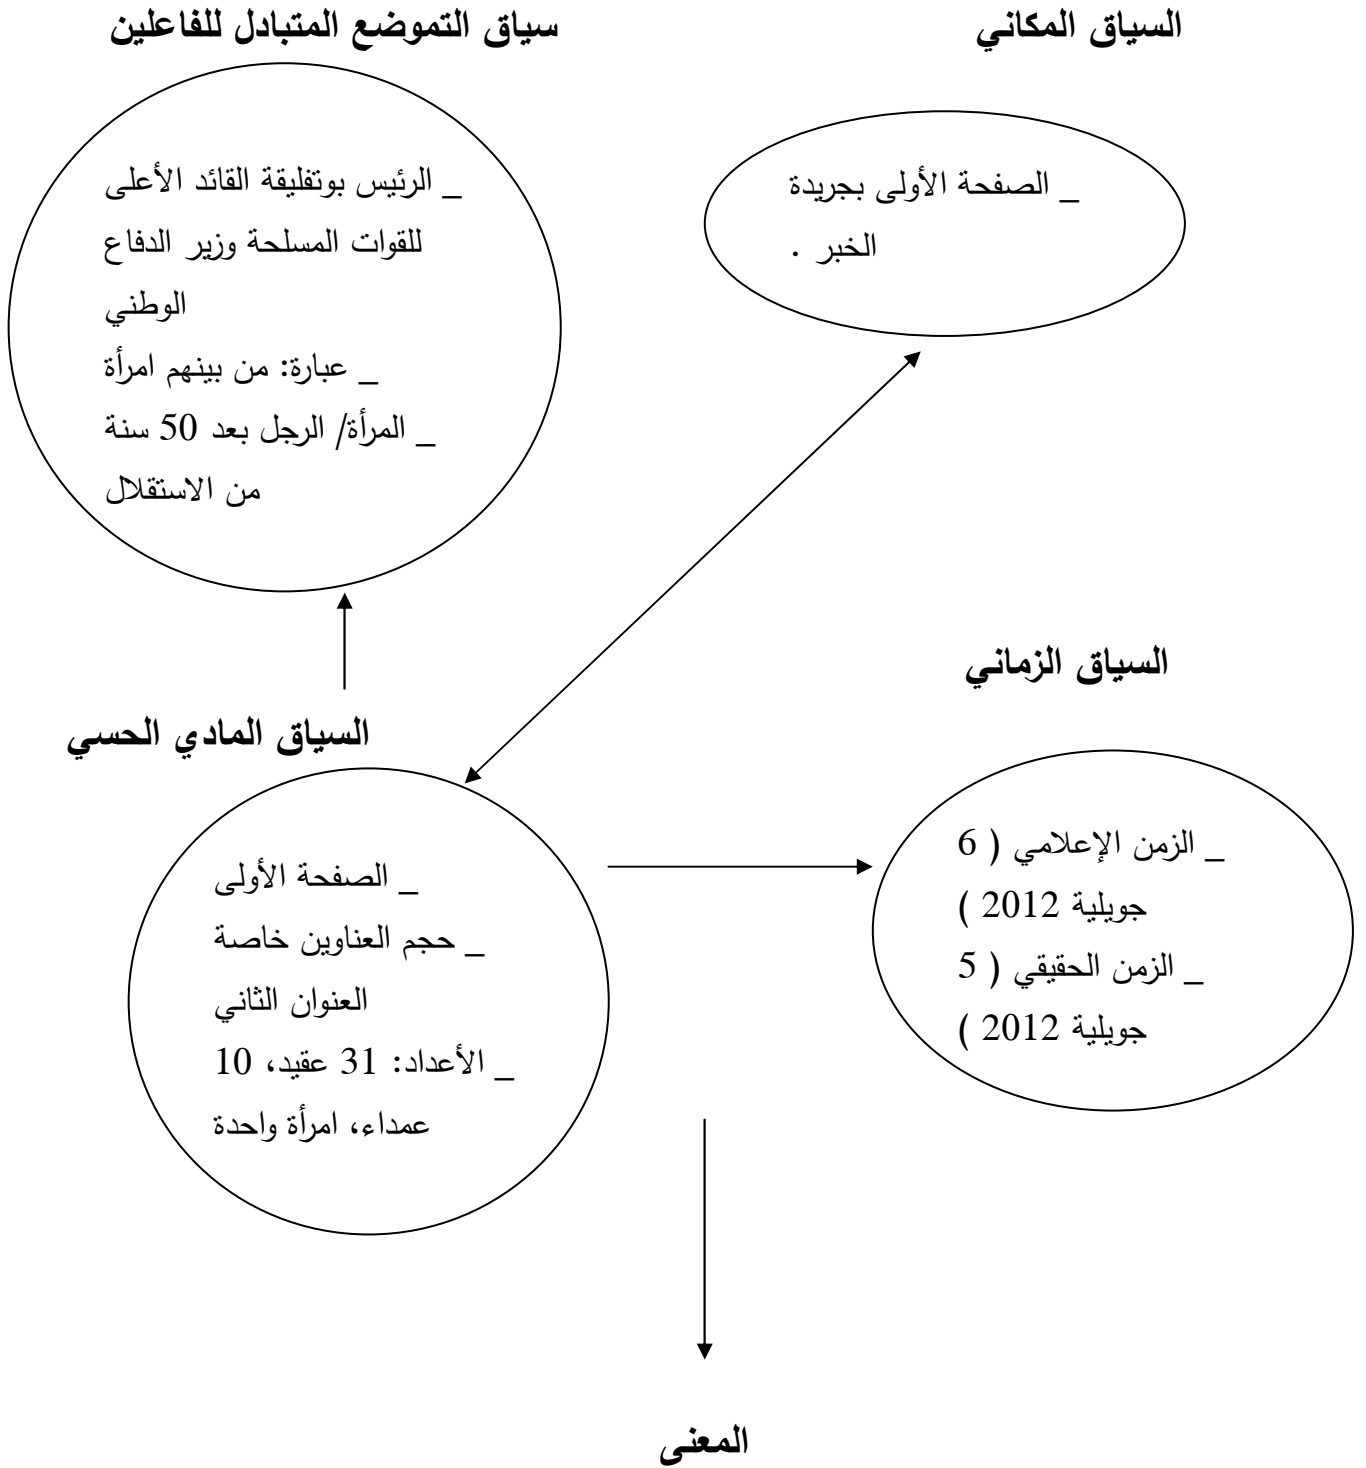 السياق المكاني
_ الصفحة الأولى بجريدة
الخبر .
سياق التموضع المتبادل للفاعلين
_ الرئيس بوتفليقة القائد الأعلى
للقوات المسلحة وزير الدفاع
الوطني
_ عبارة: من بينهم امرأة
_ المرأة/ الرجل بعد 50 سنة
من الاستقلال
السياق الزماني
_ الزمن الإعلامي ( 6
جويلية 2012 )
_ الزمن الحقيقي ( 5
جويلية 2012 )
السياق المادي الحسي
_ الصفحة الأولى
_ حجم العناوين خاصة
العنوان الثاني
_ الأعداد: 31 عقيد، 10
عمداء، امرأة واحدة
المعنى